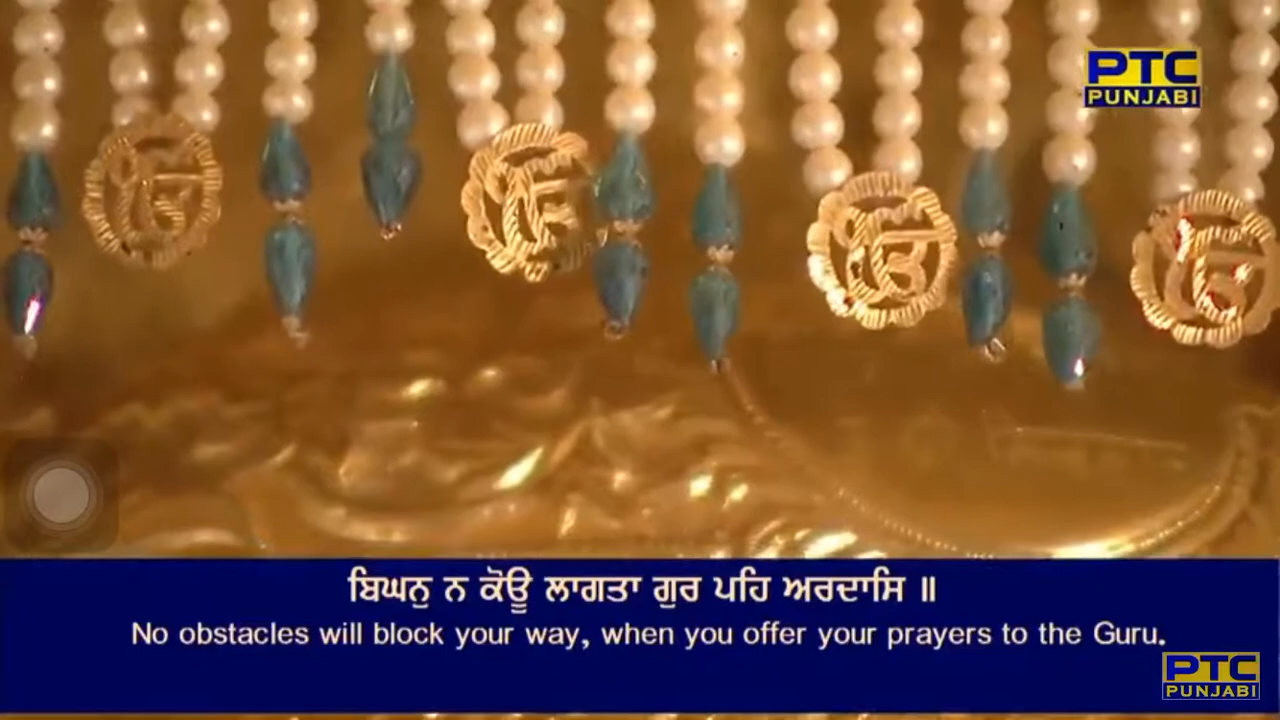 PTC
PUNJABI
ੴ
ੴ
ੴ
ੴ
ਬਿਘਨੁ ਨ ਕੋਊ ਲਾਗਤਾ ਗੁਰ ਪਹਿ ਅਰਦਾਸਿ ॥
No obstacles will block your way, when you offer your prayers to the Guru.
PTC
PUNJABI